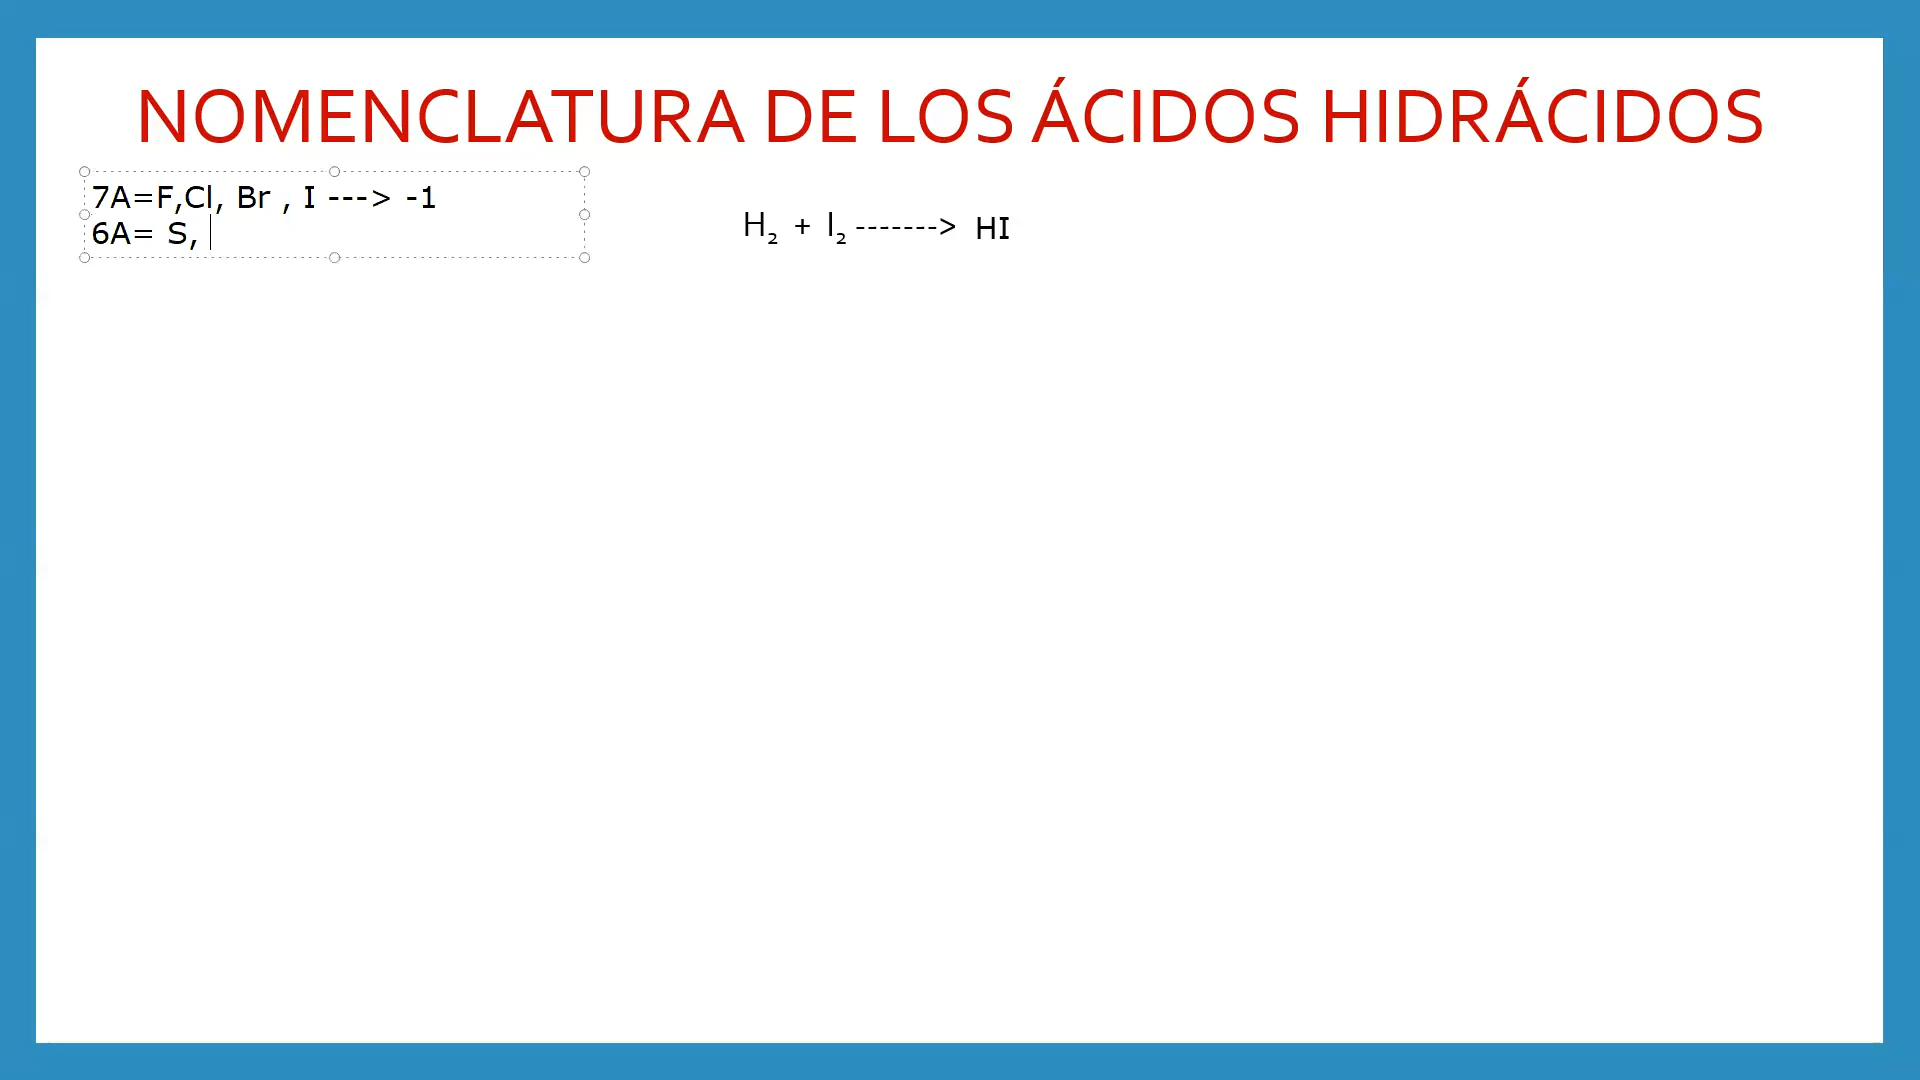 NOMENCLATURA DE LOS ÁCIDOS HIDRÁCIDOS
7A=F,Cl, Br , I ---> -1
6A= S,
H₂ + I₂ -------> HI